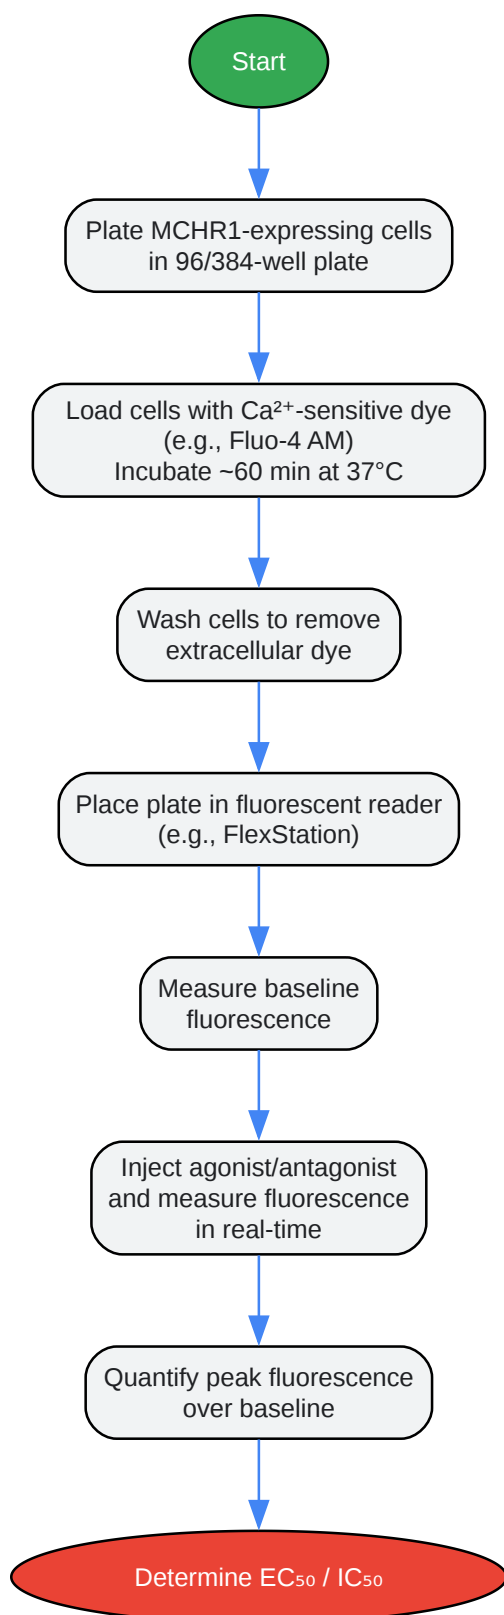 Start
Plate MCHR1-expressing cells
in 96/384-well plate
Load cells with Ca²⁺-sensitive dye
(e.g., Fluo-4 AM)
Incubate ~60 min at 37°C
Wash cells to remove
extracellular dye
Place plate in fluorescent reader
(e.g., FlexStation)
Measure baseline
fluorescence
Inject agonist/antagonist
and measure fluorescence
in real-time
Quantify peak fluorescence
over baseline
Determine EC₅₀ / IC₅₀